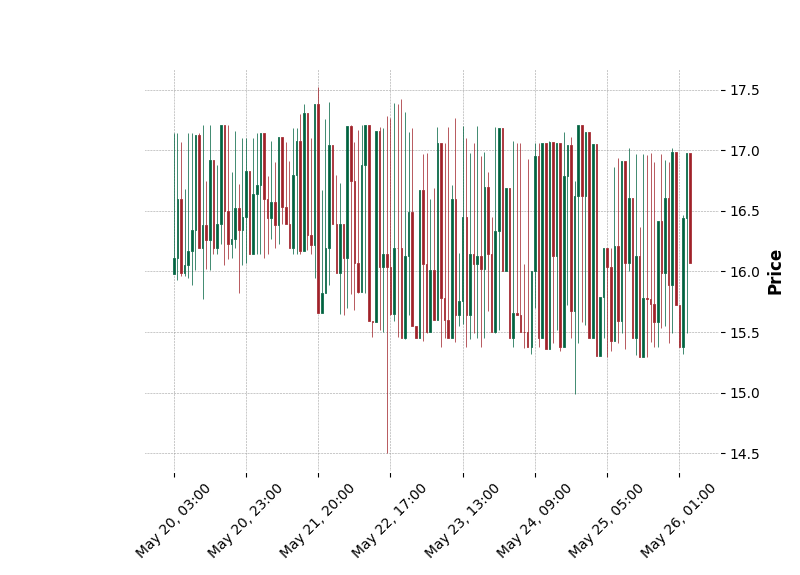 17.5
17.0
16.5
16.0
15.5
15.0
14.5
Price
May 20, 03:00
May 20, 23:00
May 21, 20:00
May 22, 17:00
May 23, 13:00
May 24, 09:00
May 25, 05:00
May 26, 01:00